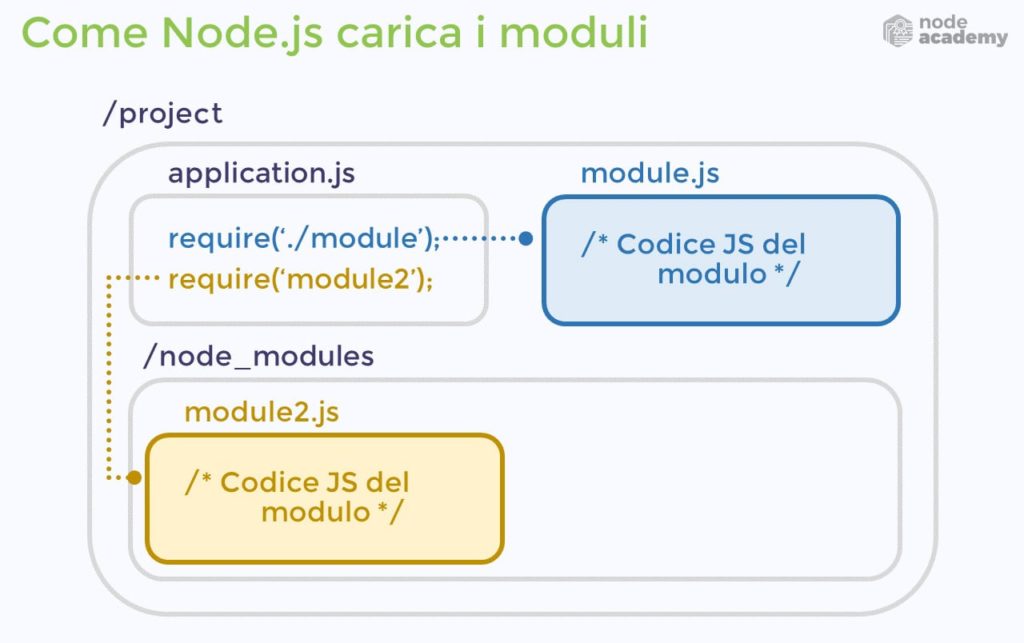 Come Node.js carica i moduli
node
academy
/project
application.js
module.js
require(‘./module’);
require(‘module2’);
/* Codice JS del
modulo */
/node_modules
module2.js
/* Codice JS del
modulo */